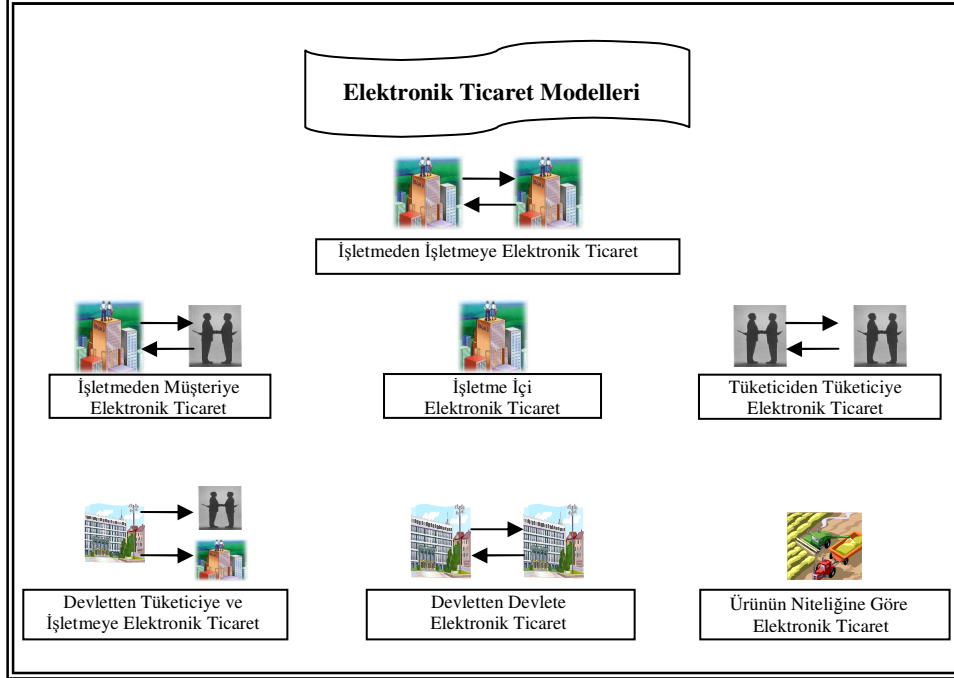 Elektronik Ticaret Modelleri
İşletmeden İşletmeye Elektronik Ticaret
İşletmeden Müşteriye
Elektronik Ticaret
İşletme İçi
Elektronik Ticaret
Tüketiciden Tüketiciye
Elektronik Ticaret
Devletten Tüketiciye ve
İşletmeye Elektronik Ticaret
Devletten Devlete
Elektronik Ticaret
Ürünün Niteliğine Göre
Elektronik Ticaret